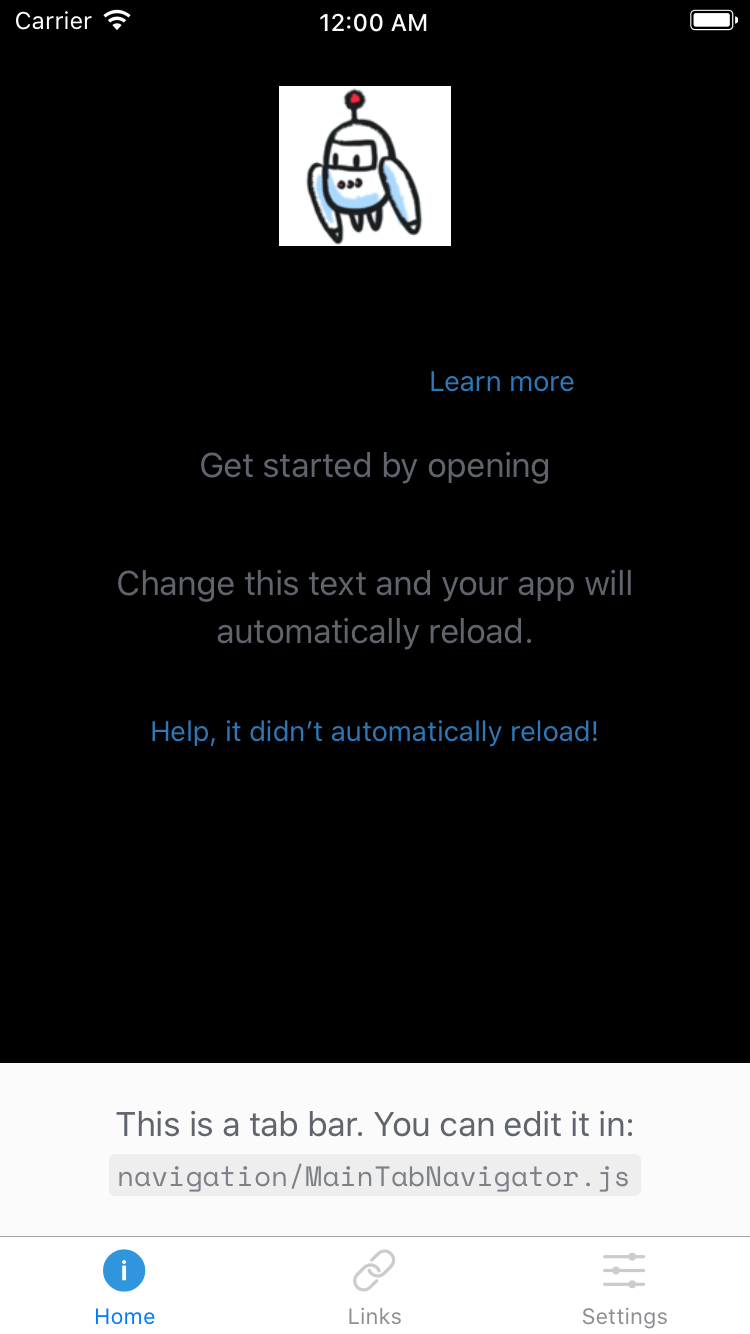 Carrier 12:00 AM
Learn more
Get started by opening
Change this text and your app will
automatically reload.
Help, it didn’t automatically reload!
This is a tab bar. You can edit it in:
navigation/MainTabNavigator.js
Home Links Settings